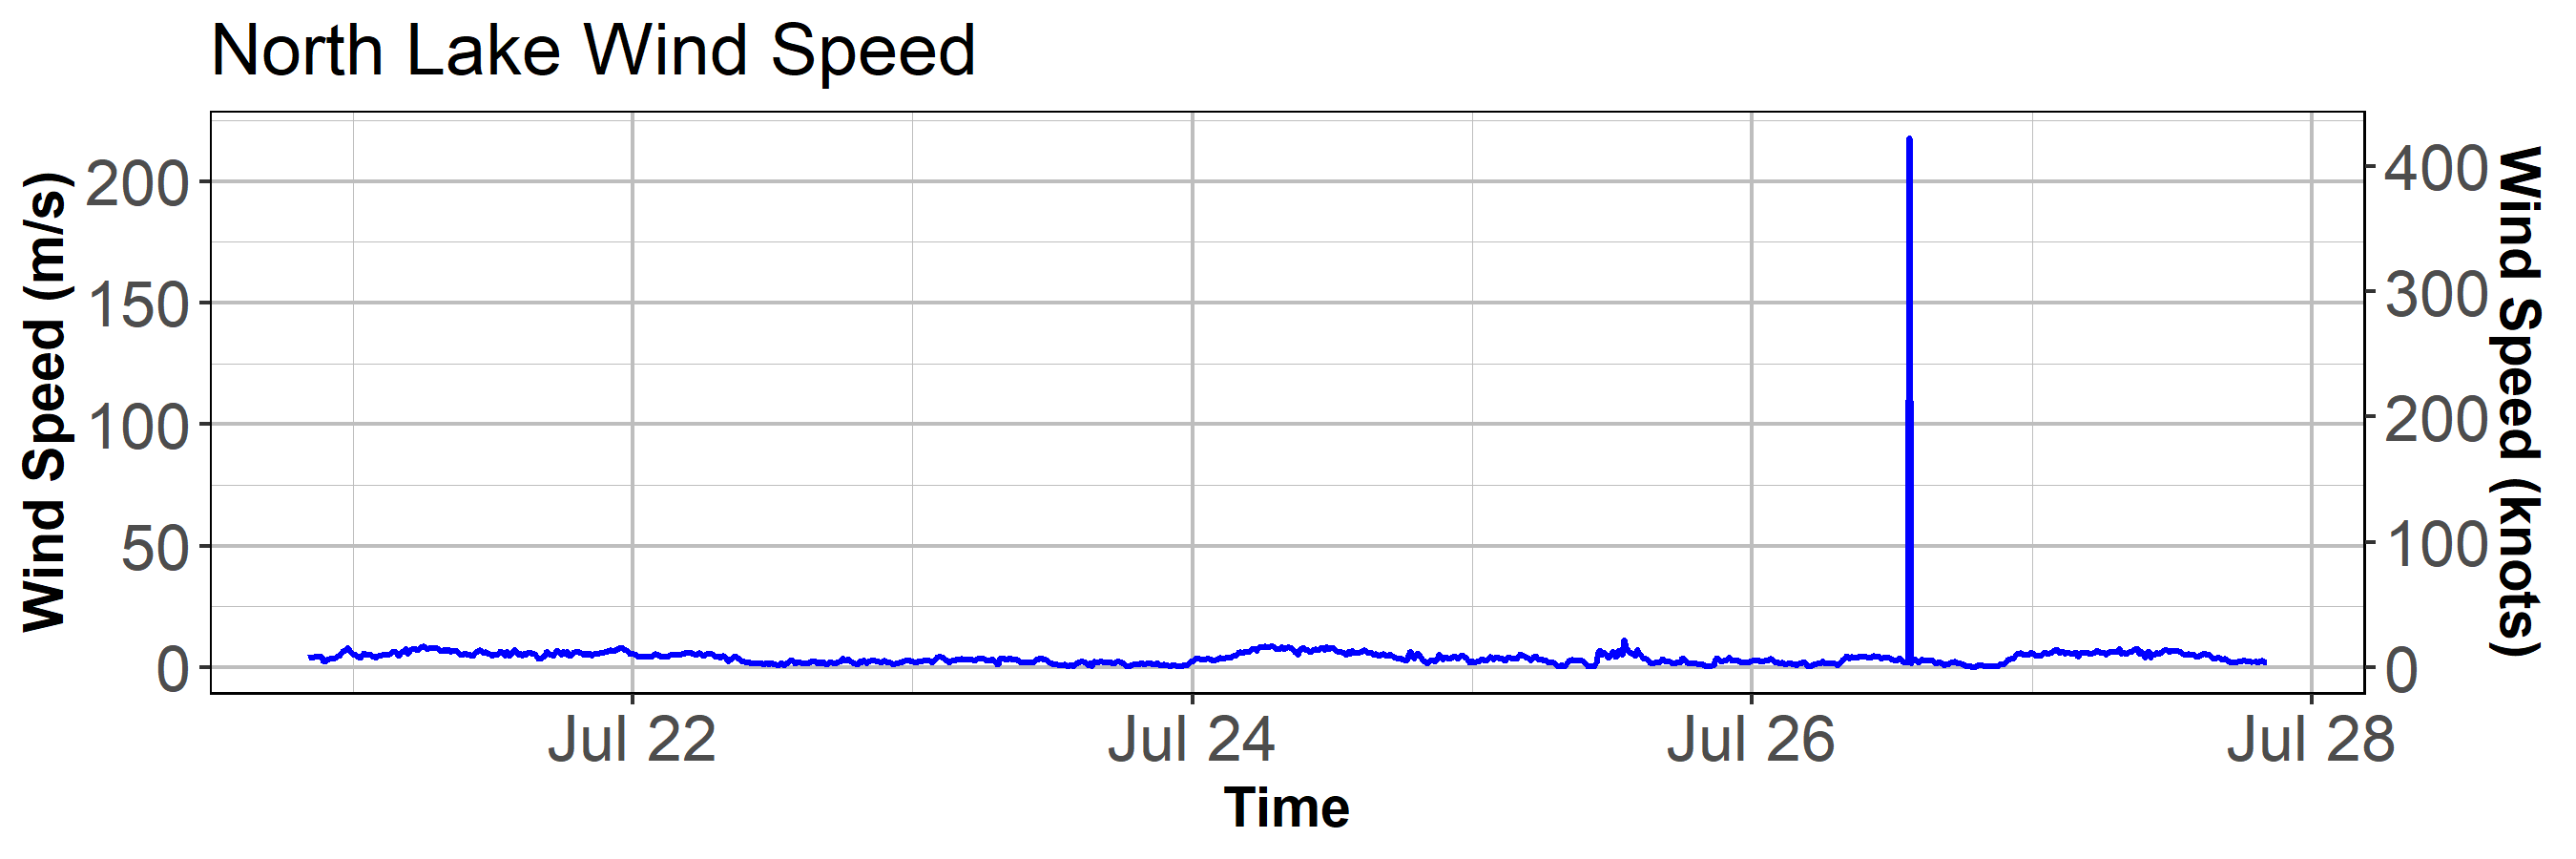 North Lake Wind Speed
Wind Speed (m/s)
200
150
100
50
0
400
300
200
100
0
Wind Speed (knots)
Jul 22
Jul 24
Jul 26
Jul 28
Time